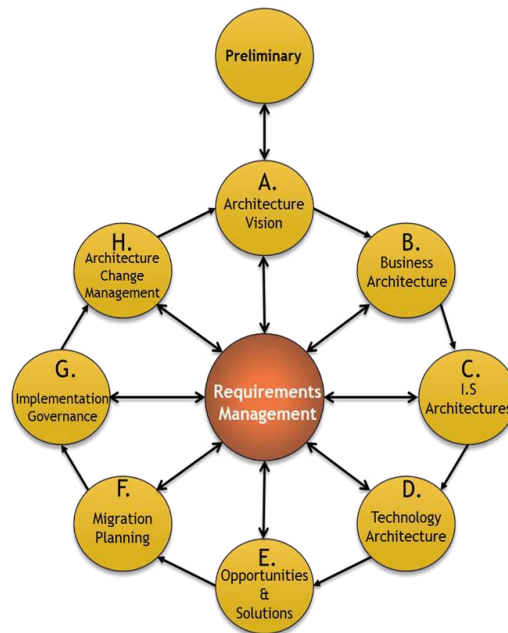 Preliminary
A.
Architecture
Vision
B.
Business
Architecture
C.
I.S
Architectures
D.
Technology
Architecture
E.
Opportunities
&
Solutions
F.
Migration
Planning
G.
Implementation
Governance
H.
Architecture
Change
Management
Requirements
Management